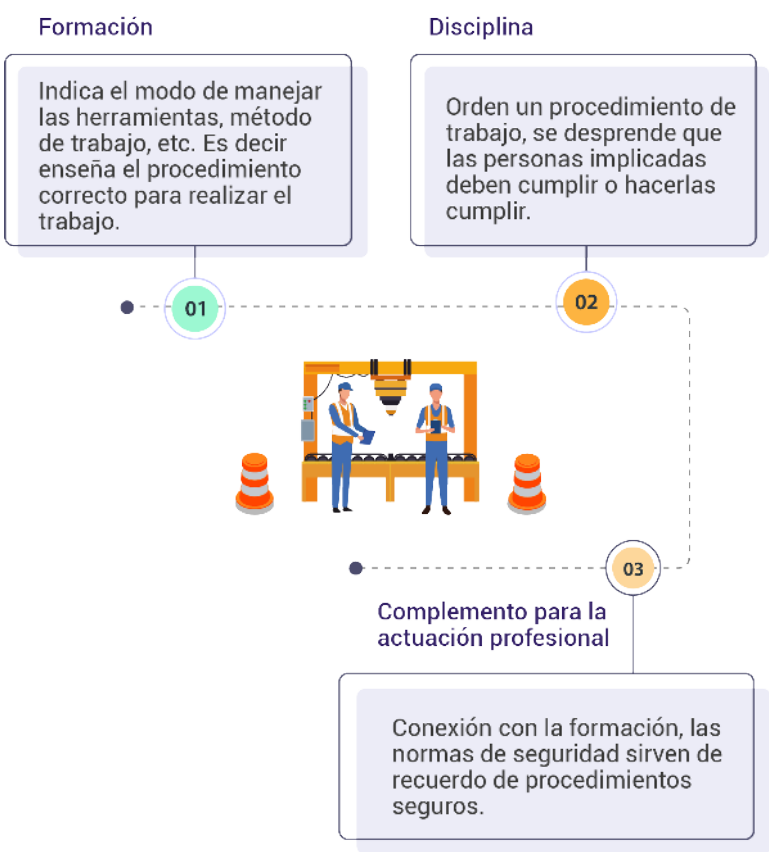 Formación
Indica el modo de manejar
las herramientas, método
de trabajo, etc. Es decir
enseña el procedimiento
correcto para realizar el
trabajo.
01
Disciplina
Orden un procedimiento de
trabajo, se desprende que
las personas implicadas
deben cumplir o hacerlas
cumplir.
02
03
Complemento para la
actuación profesional
Conexión con la formación, las
normas de seguridad sirven de
recuerdo de procedimientos
seguros.